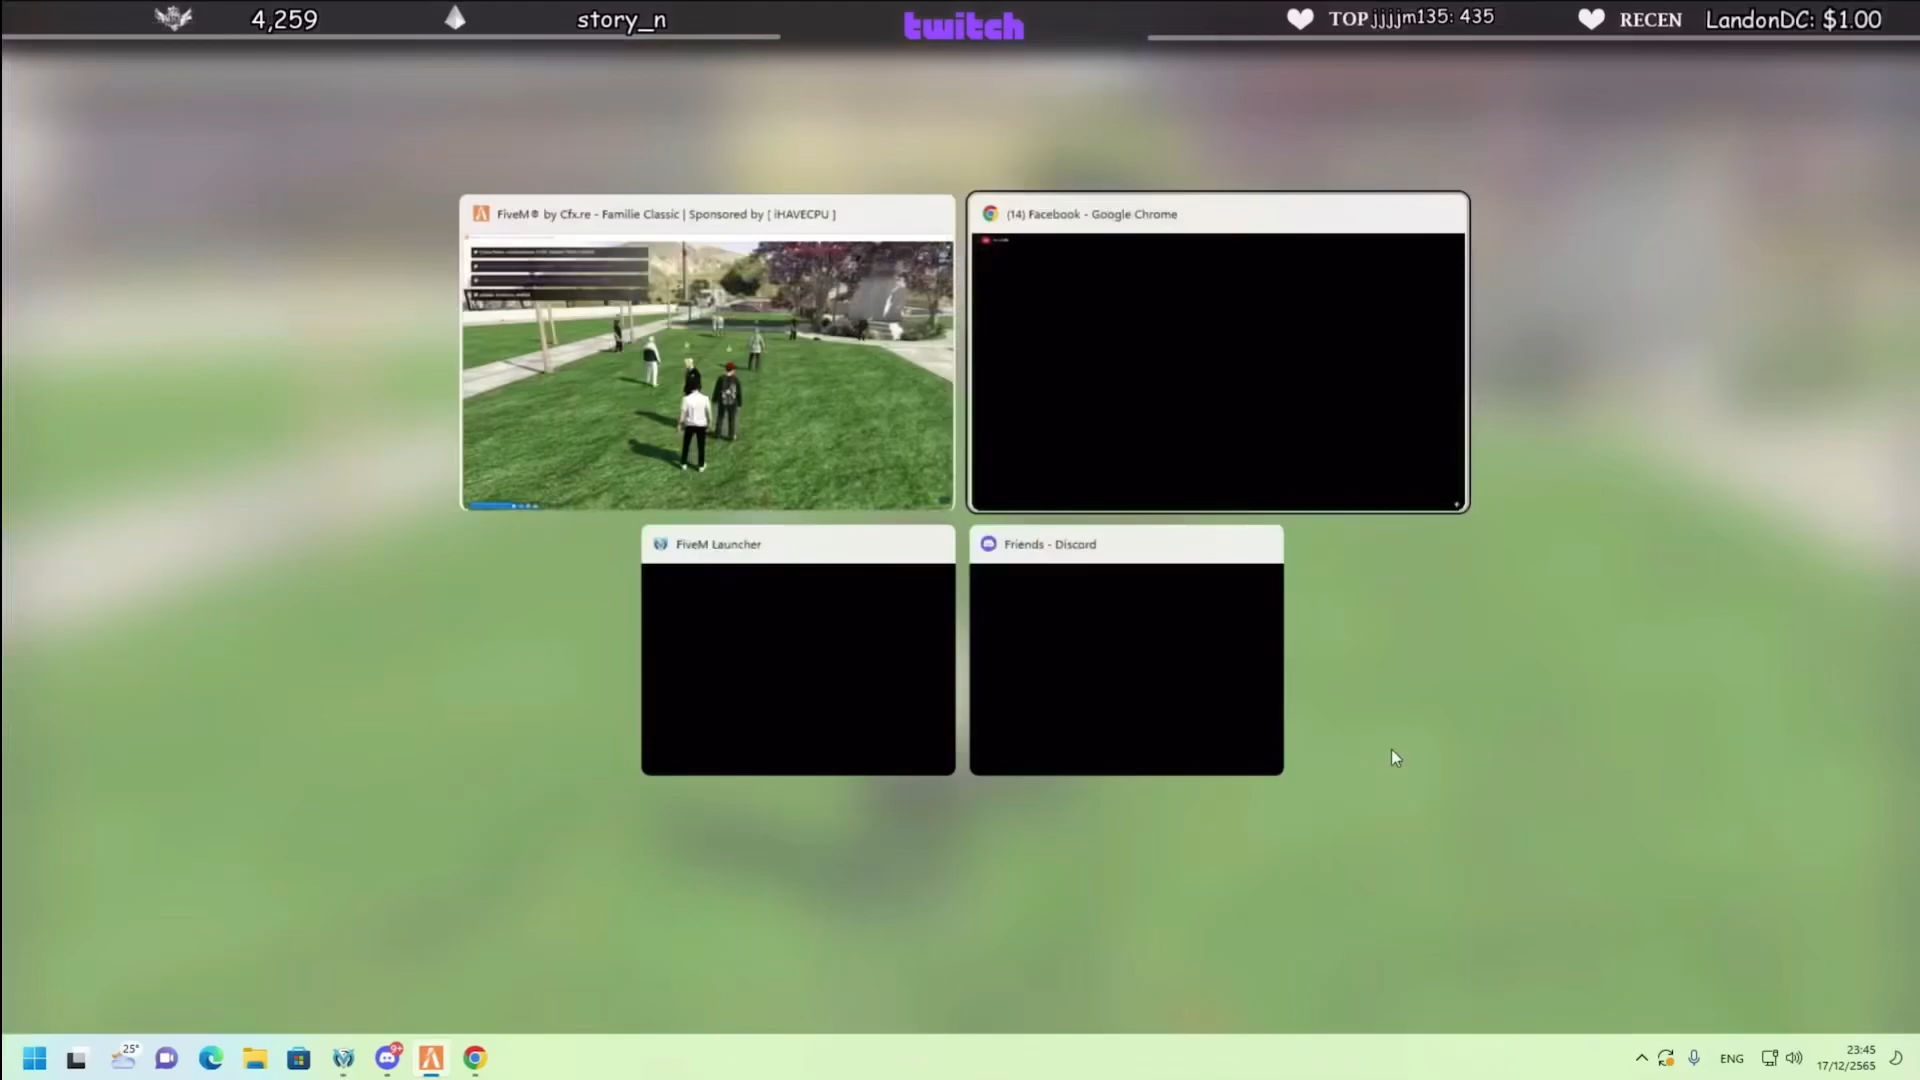 4,259
story_n
twitch
TOP jjjjm135: 435
RECEN LandonDC: $1.00
FiveM® by Cfx.re - Familie Classic | Sponsored by [ iHAVECPU ]
(14) Facebook - Google Chrome
FiveM Launcher
Friends - Discord
25°
9+
ENG
23:45
17/12/2565